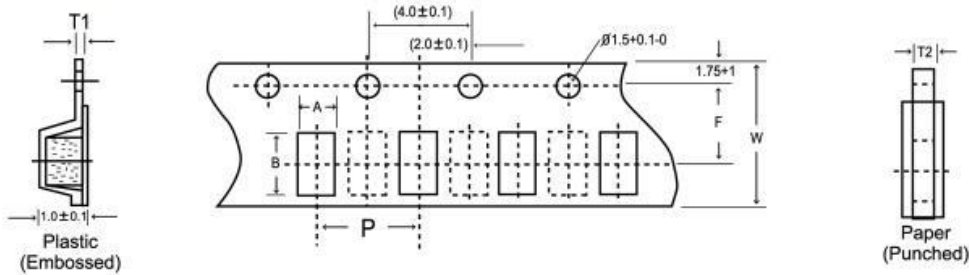 T1
(4.0±0.1)
(2.0±0.1)
Ø1.5+0.1-0
1.75+1
T2
A
F
W
B
1.0±0.1
P
Plastic
(Embossed)
Paper
(Punched)